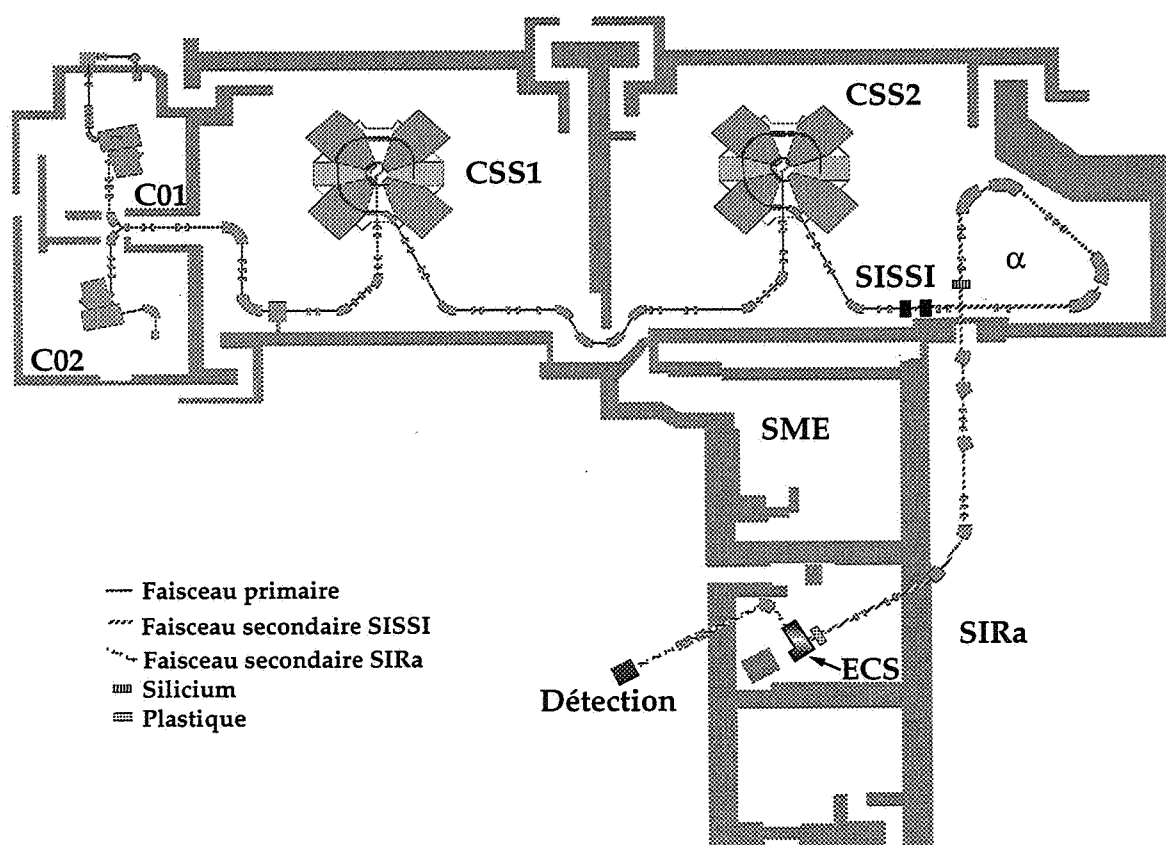 CSS2
C01
CSS1
SISSI
α
C02
SME
Faisceau primaire
Faisceau secondaire SISSI
Faisceau secondaire SIRa
Silicium
Plastique
SIRa
ECS
Détection